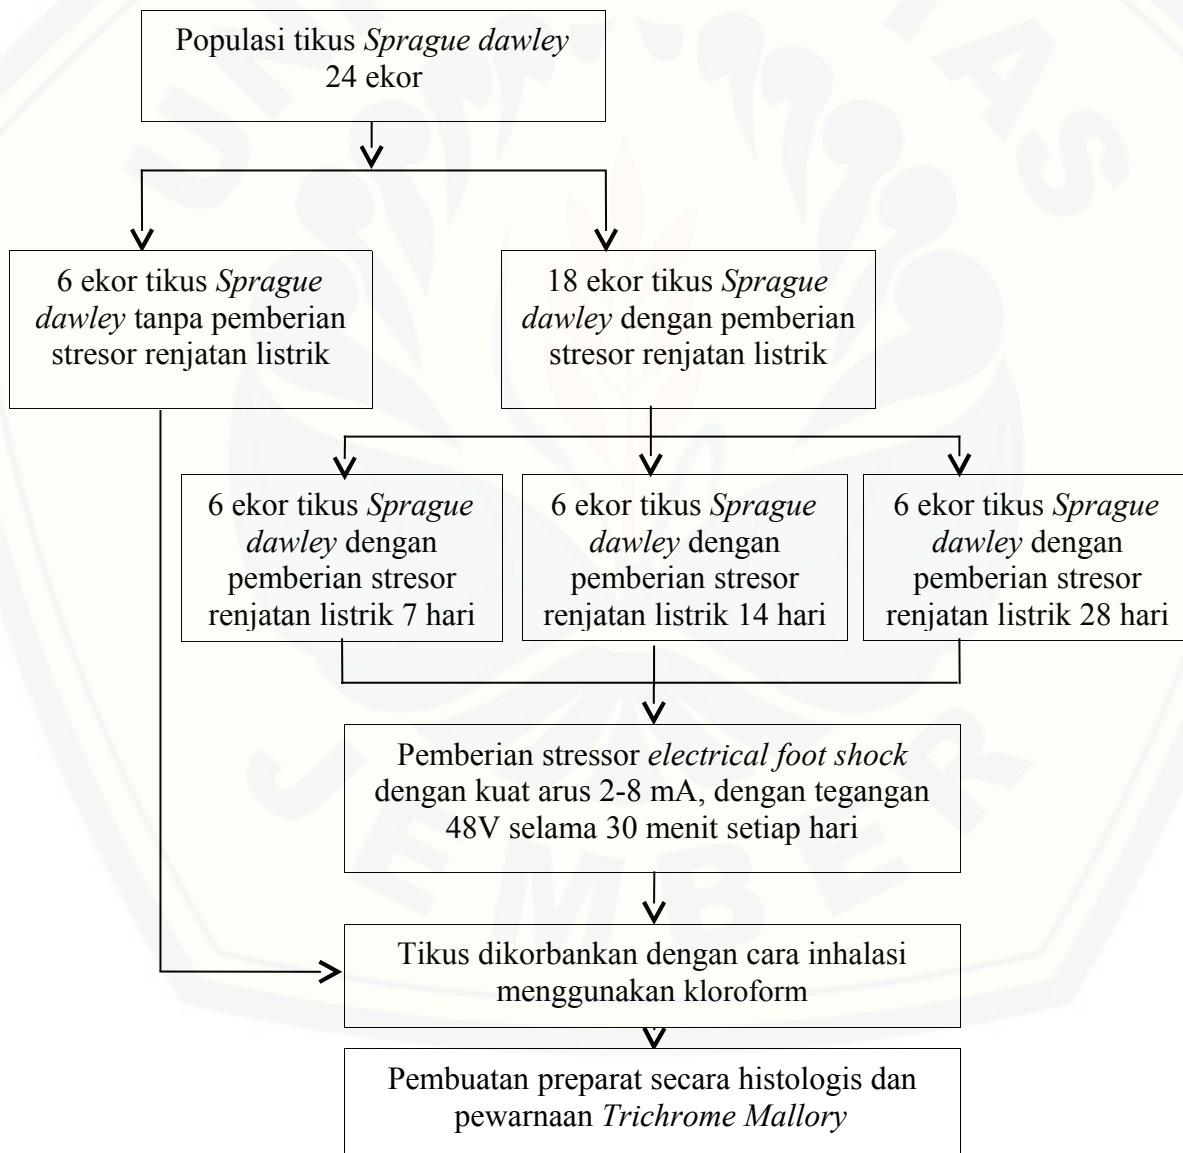 Populasi tikus Sprague dawley
24 ekor
6 ekor tikus Sprague
dawley tanpa pemberian
stresor renjatan listrik
18 ekor tikus Sprague
dawley dengan pemberian
stresor renjatan listrik
6 ekor tikus Sprague
dawley dengan
pemberian stresor
renjatan listrik 7 hari
6 ekor tikus Sprague
dawley dengan
pemberian stresor
renjatan listrik 14 hari
6 ekor tikus Sprague
dawley dengan
pemberian stresor
renjatan listrik 28 hari
Pemberian stressor electrical foot shock
dengan kuat arus 2-8 mA, dengan tegangan
48V selama 30 menit setiap hari
Tikus dikorbankan dengan cara inhalasi
menggunakan kloroform
Pembuatan preparat secara histologis dan
pewarnaan Trichrome Mallory
JEMBER